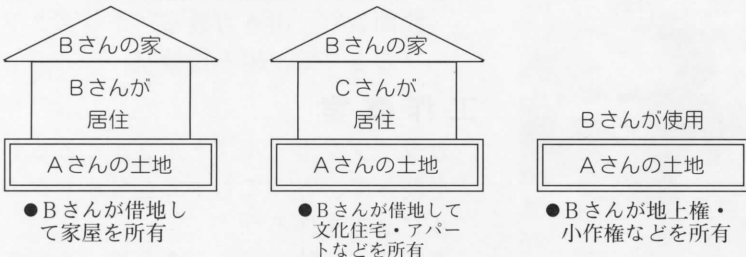 Bさんの家
Bさんが
居住
Aさんの土地
●Bさんが借地し
て家屋を所有
Bさんの家
Cさんが
居住
Aさんの土地
●Bさんが借地して
文化住宅・アパー
トなどを所有
Bさんが使用
Aさんの土地
●Bさんが地上権・
小作権などを所有